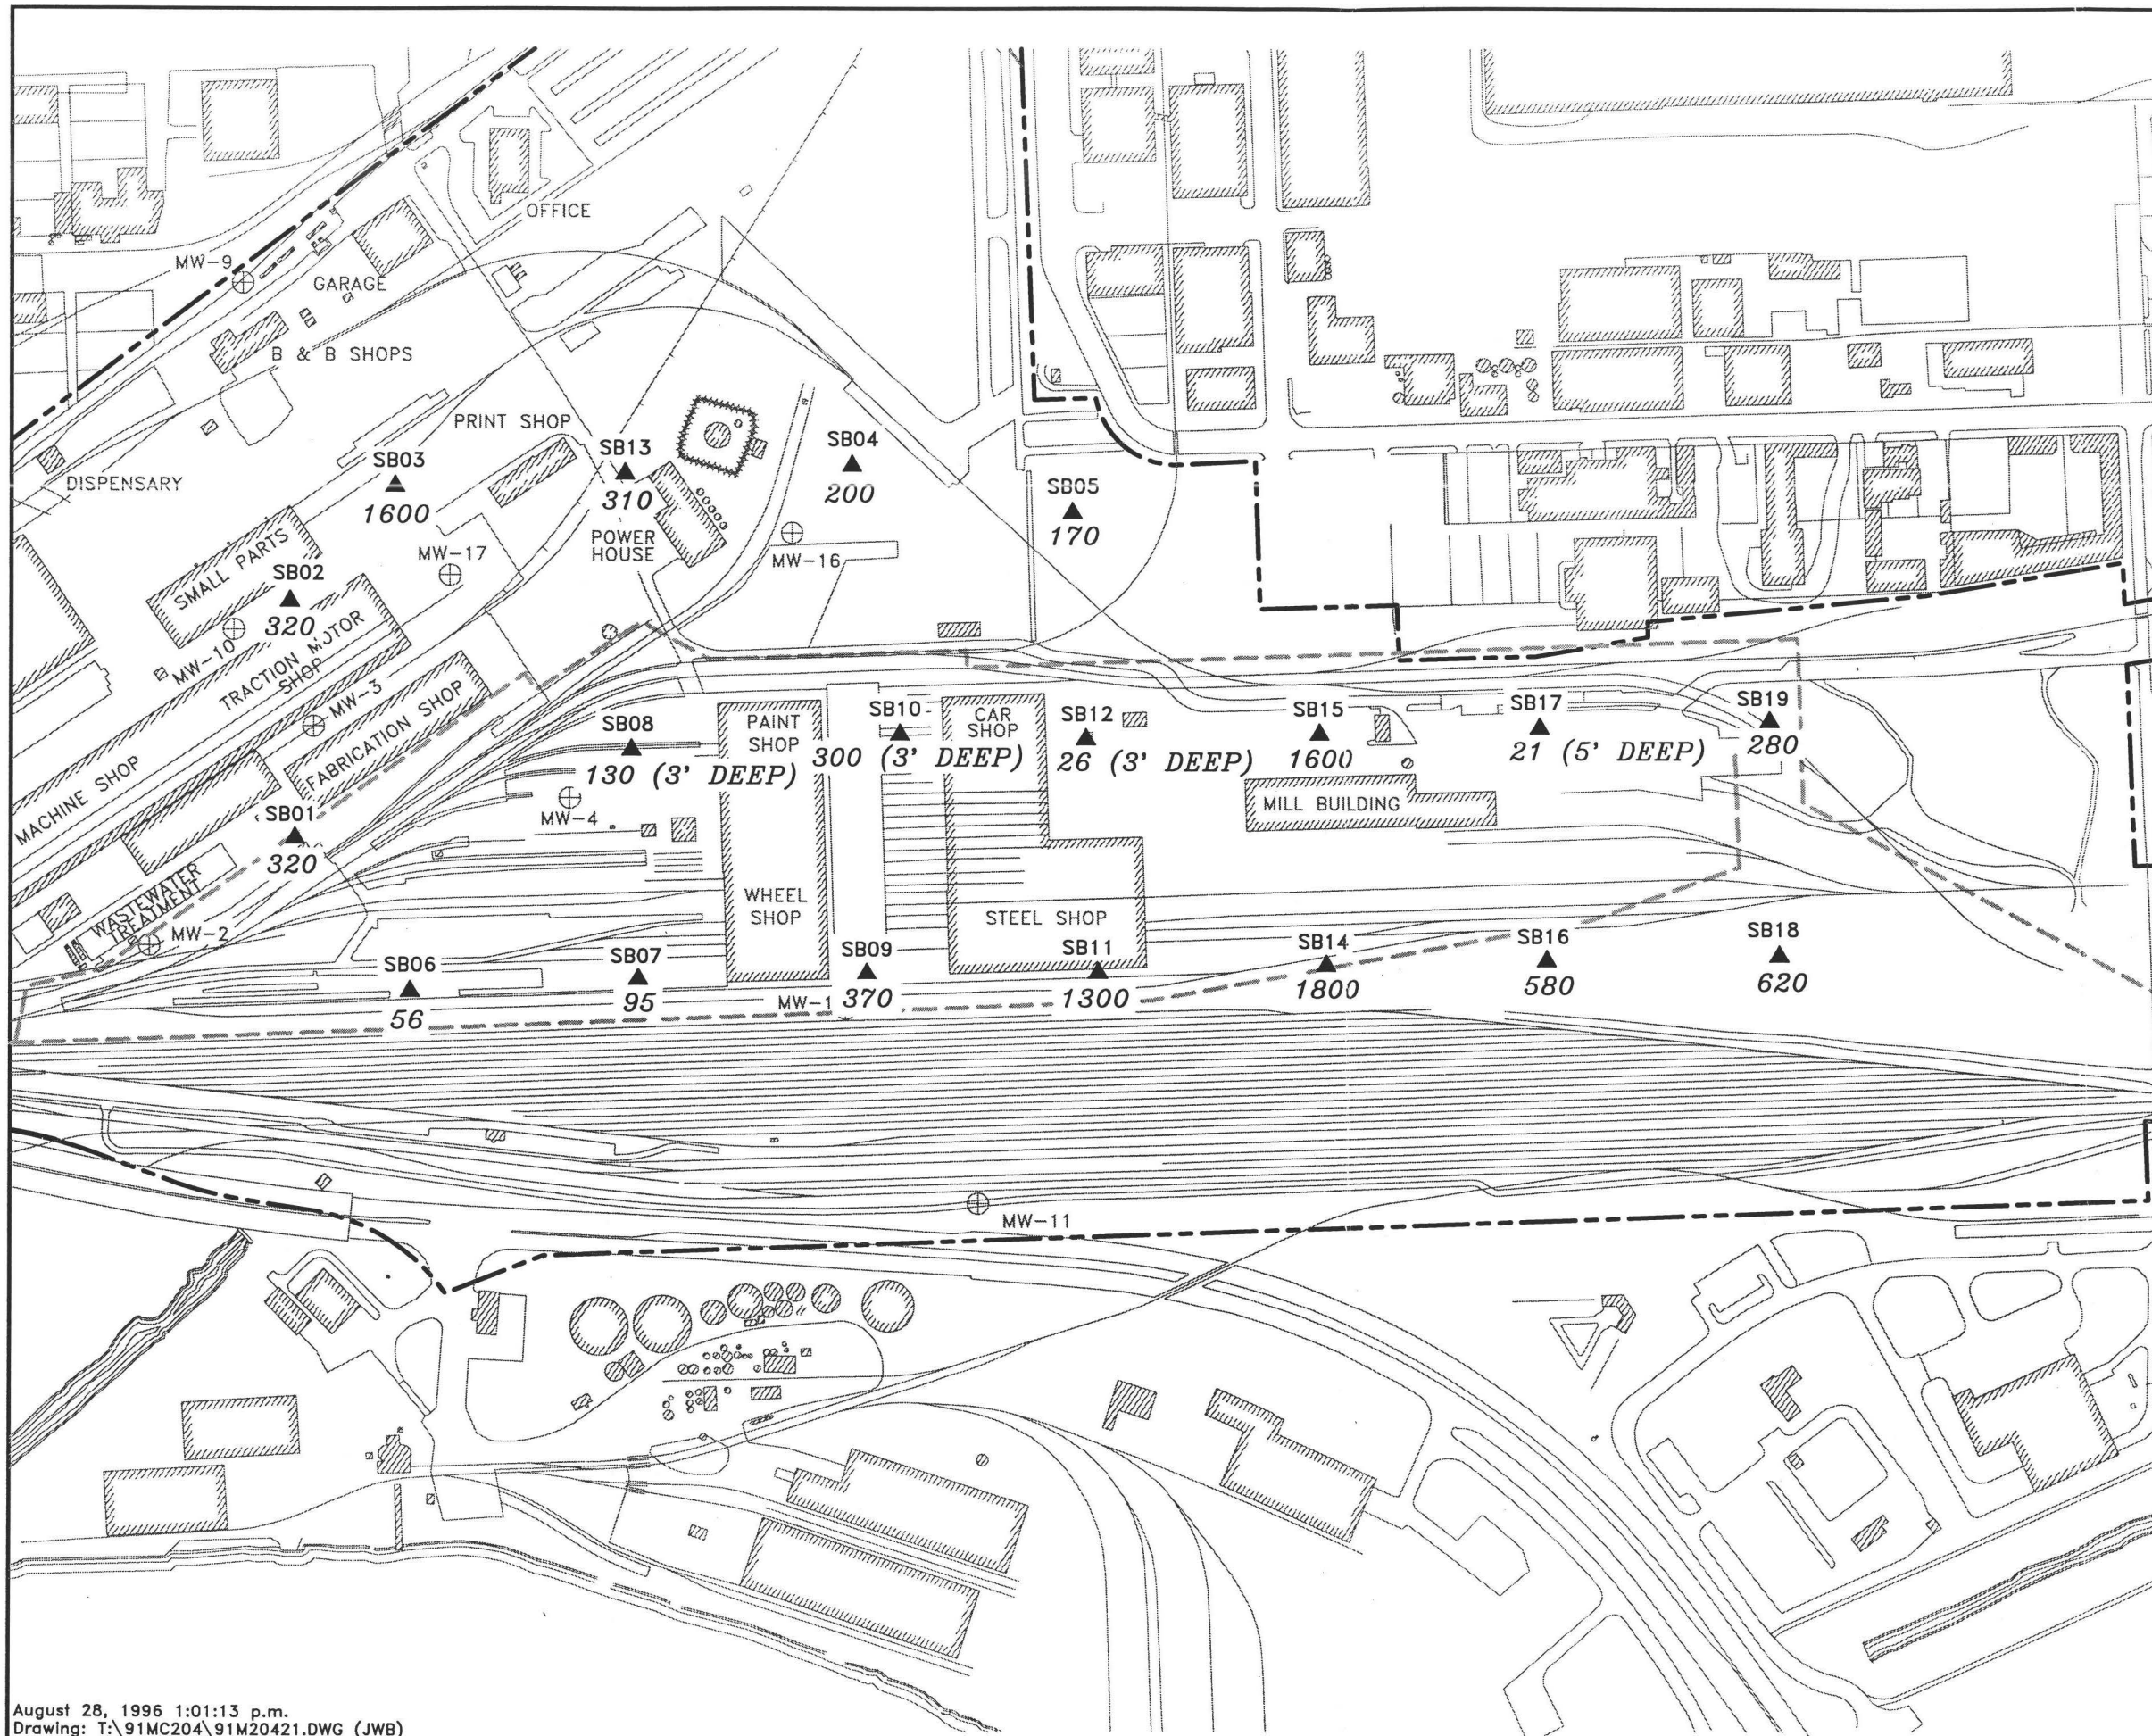 OFFICE
MW-9
GARAGE
B & B SHOPS
PRINT SHOP
SB03
1600
SB13
310
SB04
200
SB05
170
DISPENSARY
POWER
HOUSE
MW-17
MW-16
SMALL PARTS
SB02
320
MW-10
TRACTION MOTOR
SHOP
MW-3
FABRICATION SHOP
MACHINE SHOP
SB01
320
WASTEWATER
TREATMENT
MW-2
SB08
130 (3' DEEP)
MW-4
PAINT
SHOP
SB10
300 (3' DEEP)
CAR
SHOP
SB12
26 (3' DEEP)
SB15
1600
SB17
21 (5' DEEP)
SB19
280
MILL BUILDING
WHEEL
SHOP
STEEL SHOP
SB06
56
SB07
95
MW-1
SB09
370
SB11
1300
SB14
1800
SB16
580
SB18
620
MW-11
August 28, 1996 1:01:13 p.m.
Drawing: T:\91MC204\91M20421.DWG (JWB)